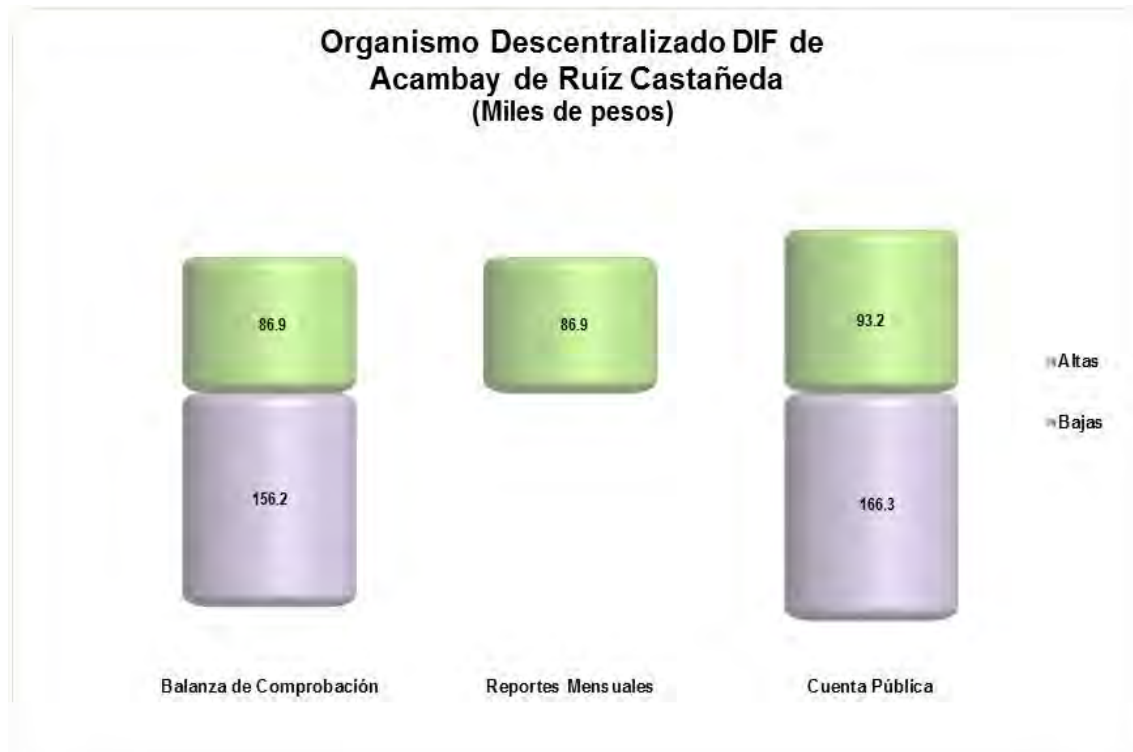 Organismo Descentralizado DIF de
Acambay de Ruíz Castañeda
(Miles de pesos)
86.9
86.9
93.2
Altas
Bajas
156.2
166.3
Balanza de Comprobación
Reportes Mensuales
Cuenta Pública